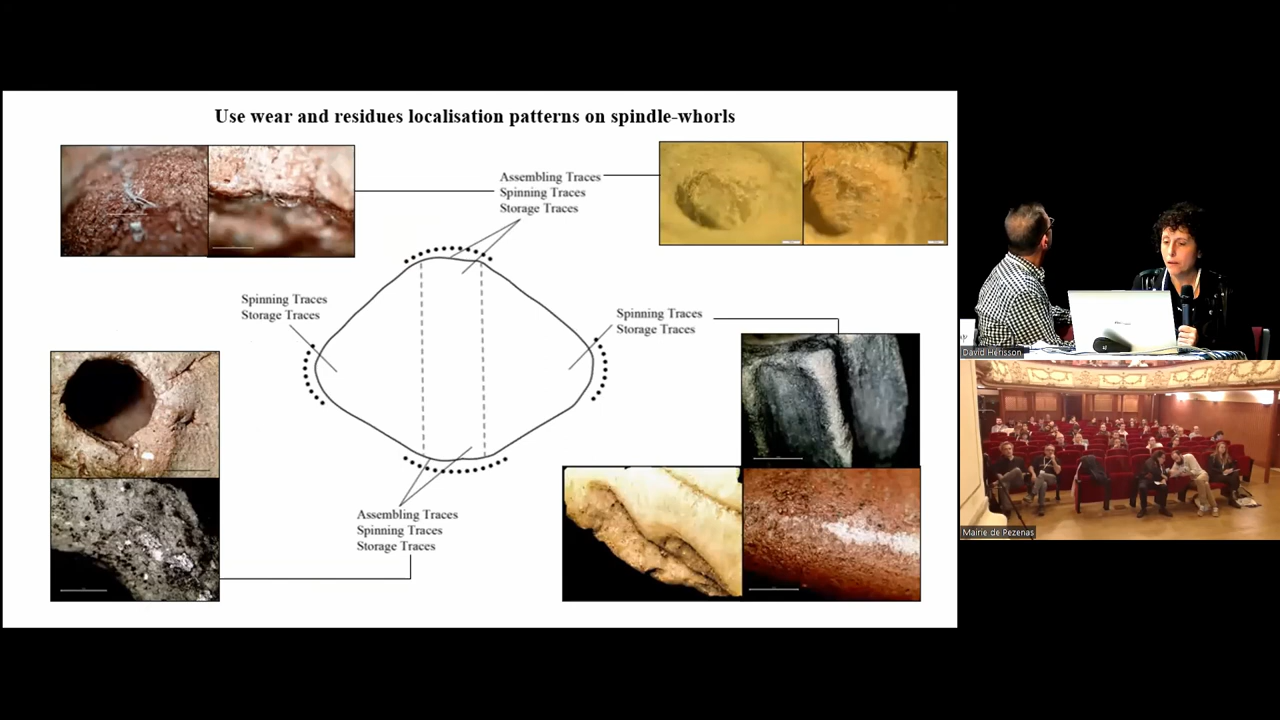 Use wear and residues localisation patterns on spindle-whorls
Assembling Traces
Spinning Traces
Storage Traces
Spinning Traces
Storage Traces
Spinning Traces
Storage Traces
Assembling Traces
Spinning Traces
Storage Traces
David Hérisson
Mairie de Pezenas